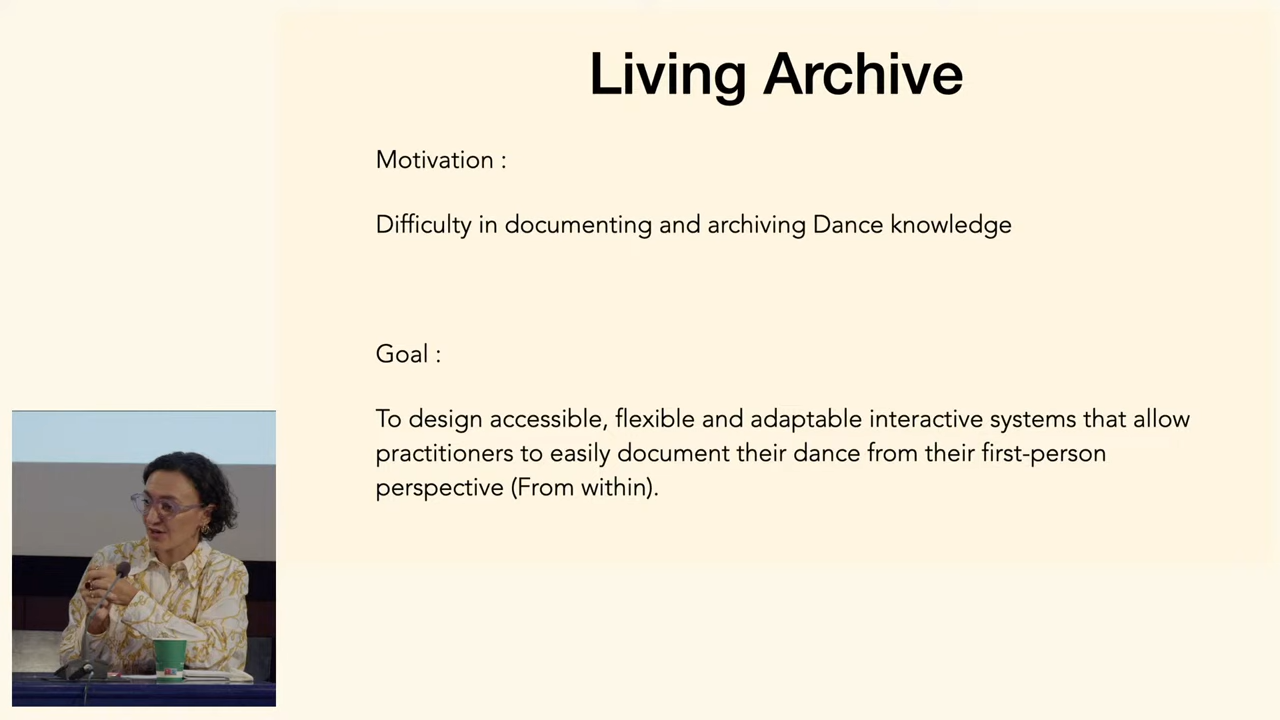 Living Archive
Motivation :
Difficulty in documenting and archiving Dance knowledge
Goal :
To design accessible, flexible and adaptable interactive systems that allow
practitioners to easily document their dance from their first-person
perspective (From within).